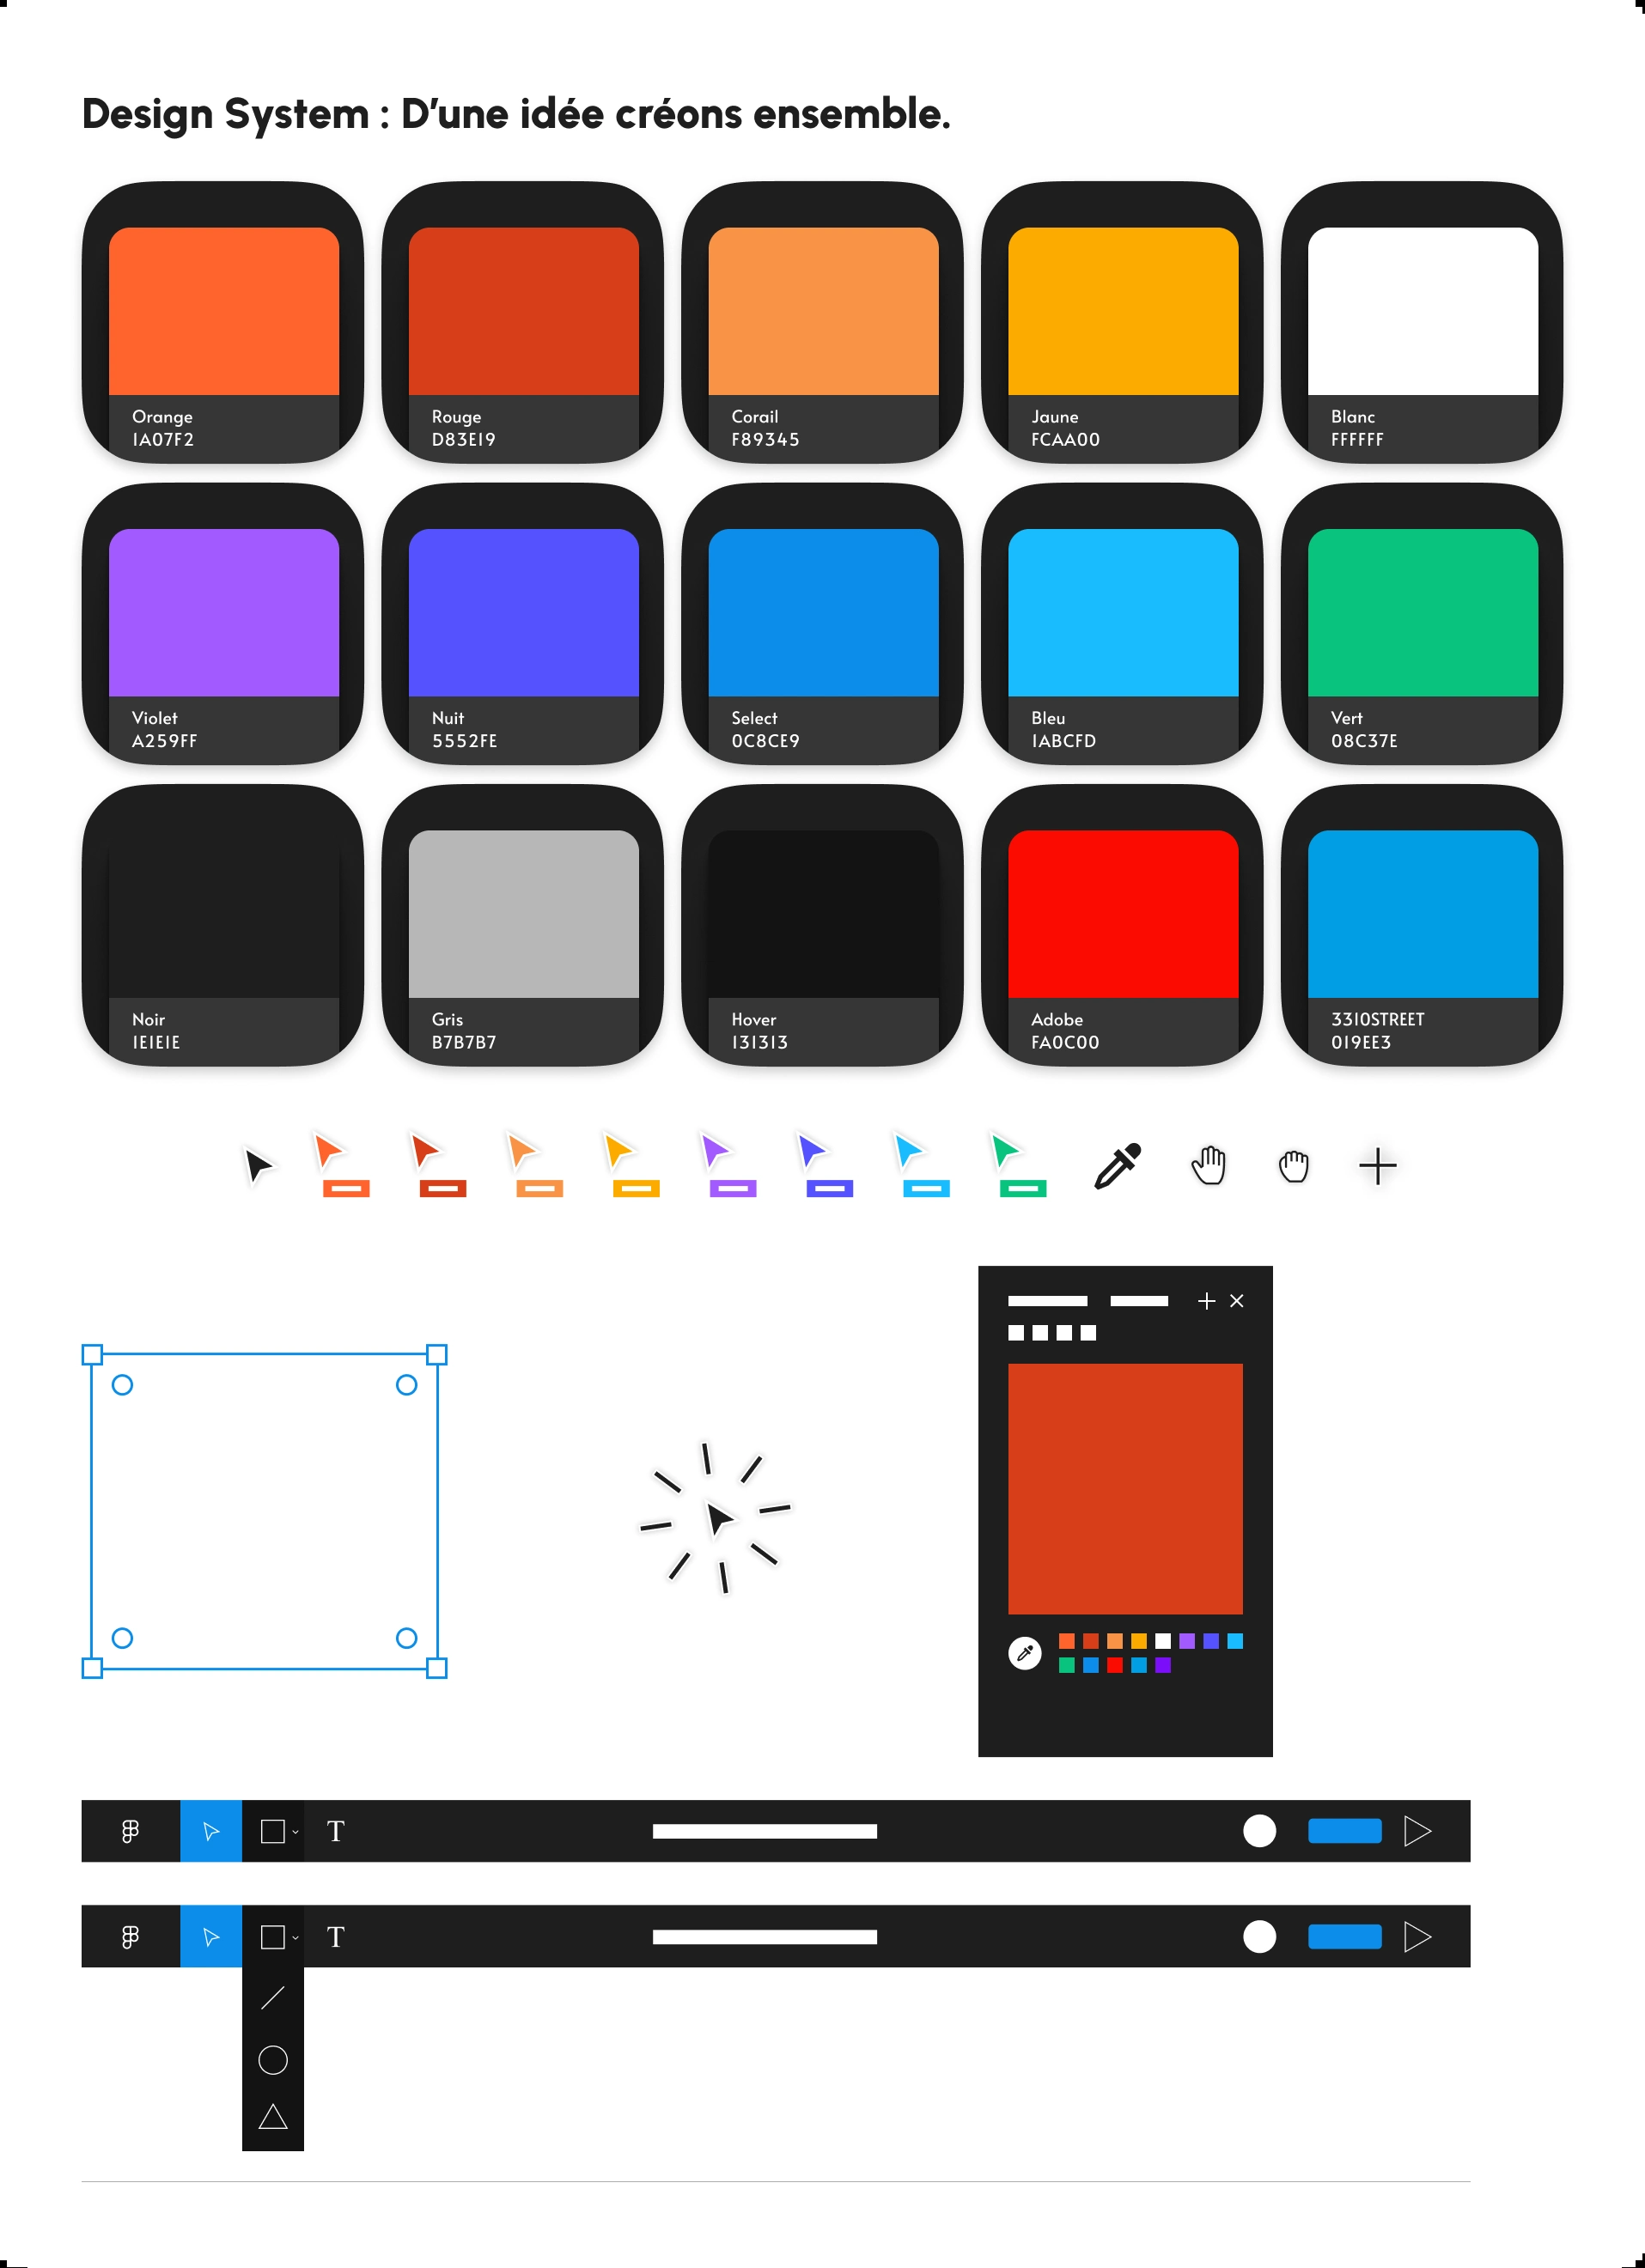 Design System : D’une idée créons ensemble.
Orange
1A07F2
Rouge
D83E19
Corail
F89345
Jaune
FCAA00
Blanc
FFFFFF
Violet
A259FF
Nuit
5552FE
Select
0C8CE9
Bleu
1ABCFD
Vert
08C37E
Noir
1E1E1E
Gris
B7B7B7
Hover
131313
Adobe
FA0C00
3310STREET
019EE3
T
T